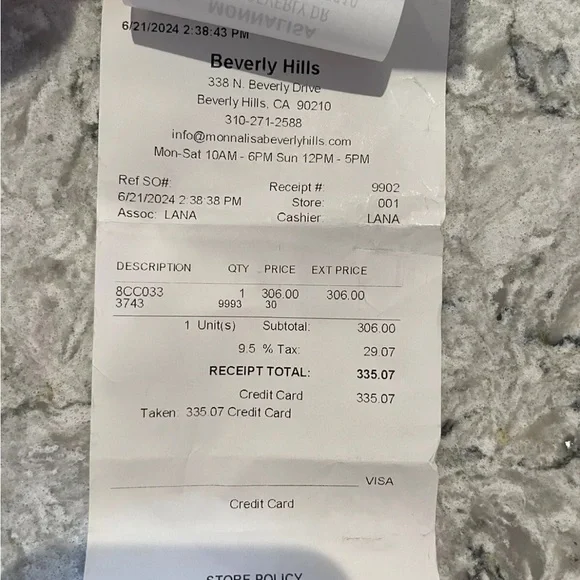 BEVERLY DR
MONNALISA
6/21/2024 2:38:43 PM
Beverly Hills
338 N. Beverly Drive
Beverly Hills, CA 90210
310-271-2588
info@monnalisabeverlyhills.com
Mon-Sat 10AM - 6PM Sun 12PM - 5PM
Ref SO#: Receipt #: 9902
6/21/2024 2:38:38 PM Store: 001
Assoc: LANA Cashier: LANA
DESCRIPTION QTY PRICE EXT PRICE
8CC033 1 306.00 306.00
3743 9993 30
1 Unit(s) Subtotal: 306.00
9.5 % Tax: 29.07
RECEIPT TOTAL: 335.07
Credit Card 335.07
Taken: 335.07 Credit Card
VISA
Credit Card
STORE POLICY